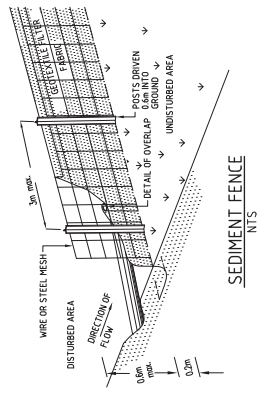 GEOTEXTILE FILTER
FABRIC
3m max.
WIRE OR STEEL MESH
DISTURBED AREA
DIRECTION OF
FLOW
POSTS DRIVEN
0.6m INTO
GROUND
DETAIL OF OVERLAP
UNDISTURBED AREA
0.6m
max.
0.2m
SEDIMENT FENCE
NTS